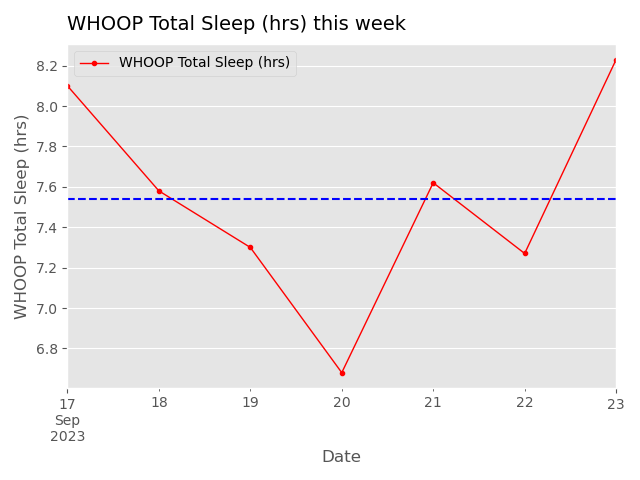 WHOOP Total Sleep (hrs) this week
WHOOP Total Sleep (hrs)
WHOOP Total Sleep (hrs)
8.2
8.0
7.8
7.6
7.4
7.2
7.0
6.8
17 18 19 20 21 22 23
Sep
2023
Date